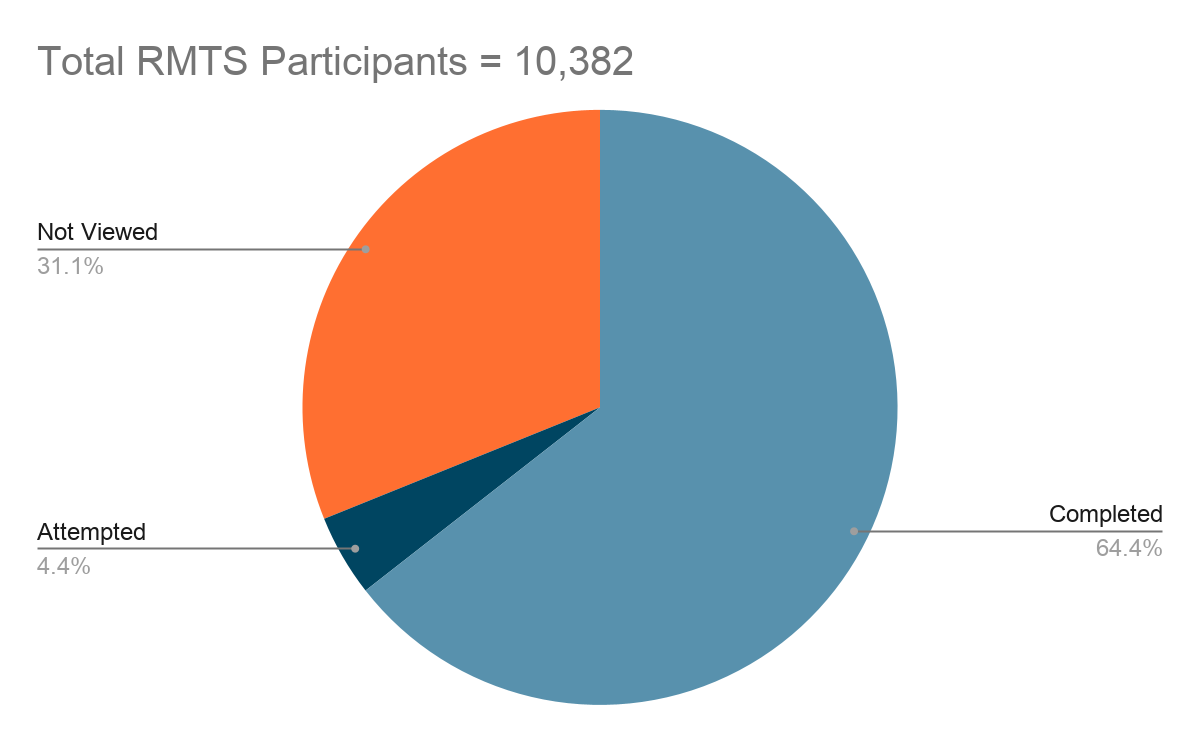 Total RMTS Participants = 10,382
Not Viewed
31.1%
Attempted
4.4%
Completed
64.4%